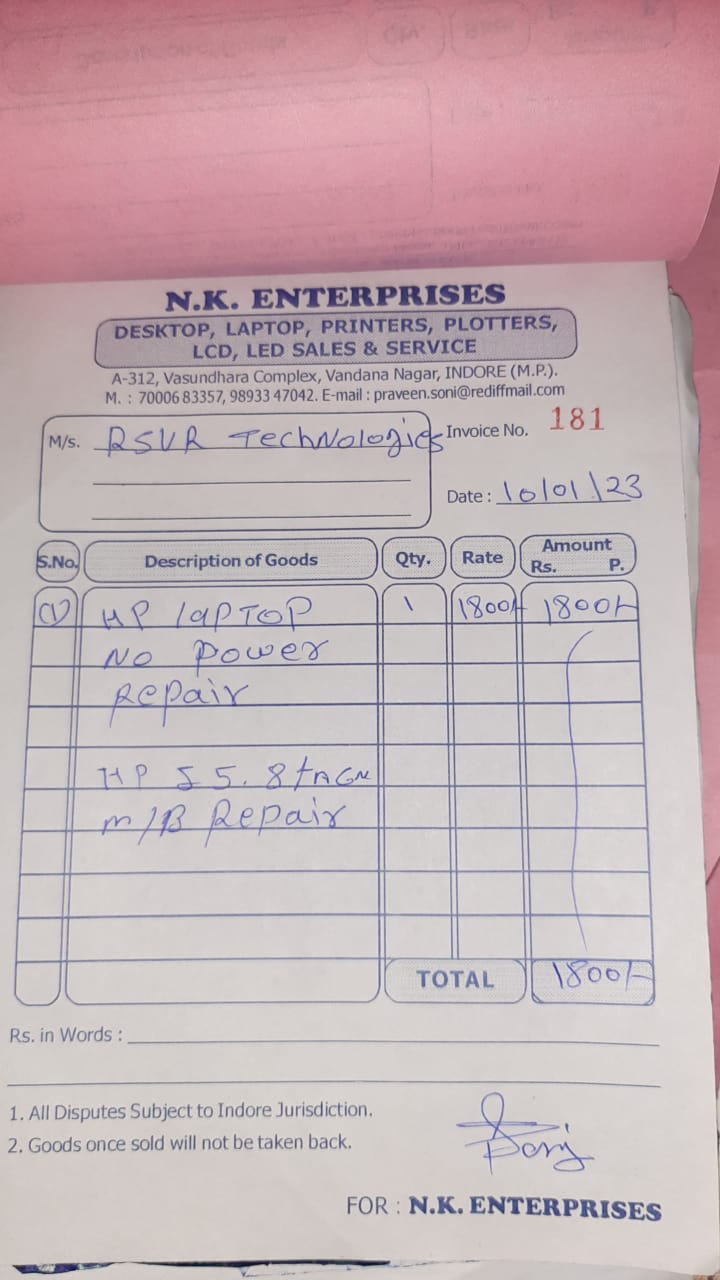 N.K. ENTERPRISES
DESKTOP, LAPTOP, PRINTERS, PLOTTERS,
LCD, LED SALES & SERVICE
A-312, Vasundhara Complex, Vandana Nagar, INDORE (M.P.).
M. : 70006 83357, 98933 47042. E-mail : praveen.soni@rediffmail.com
M/s. RSVR Technologies
Invoice No. 181
Date : 10/01/23
S.No. Description of Goods Qty. Rate Amount Rs. P.
(1) HP LAPTOP 1 1800/- 1800/-
NO Power
Repair
HP I5. 8th GN
M/B Repair
TOTAL 1800/-
Rs. in Words :
1. All Disputes Subject to Indore Jurisdiction.
2. Goods once sold will not be taken back.
FOR : N.K. ENTERPRISES